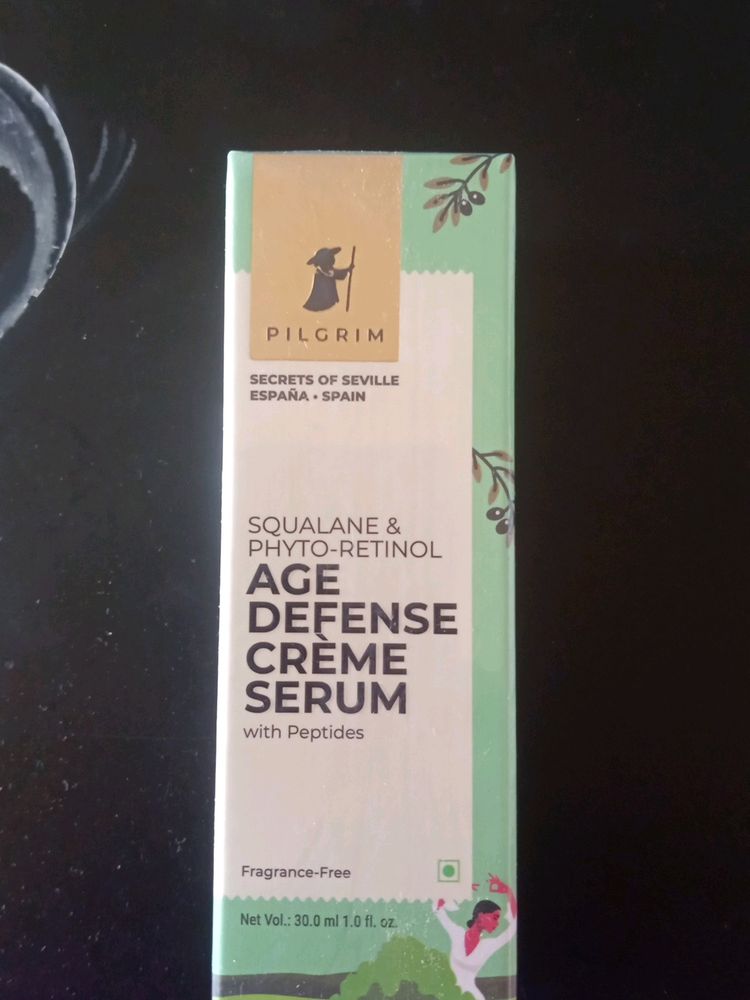 PILGRIM
SECRETS OF SEVILLE
ESPAÑA • SPAIN
SQUALANE &
PHYTO-RETINOL
AGE
DEFENSE
CRÈME
SERUM
with Peptides
Fragrance-Free
Net Vol.: 30.0 ml 1.0 fl. oz.